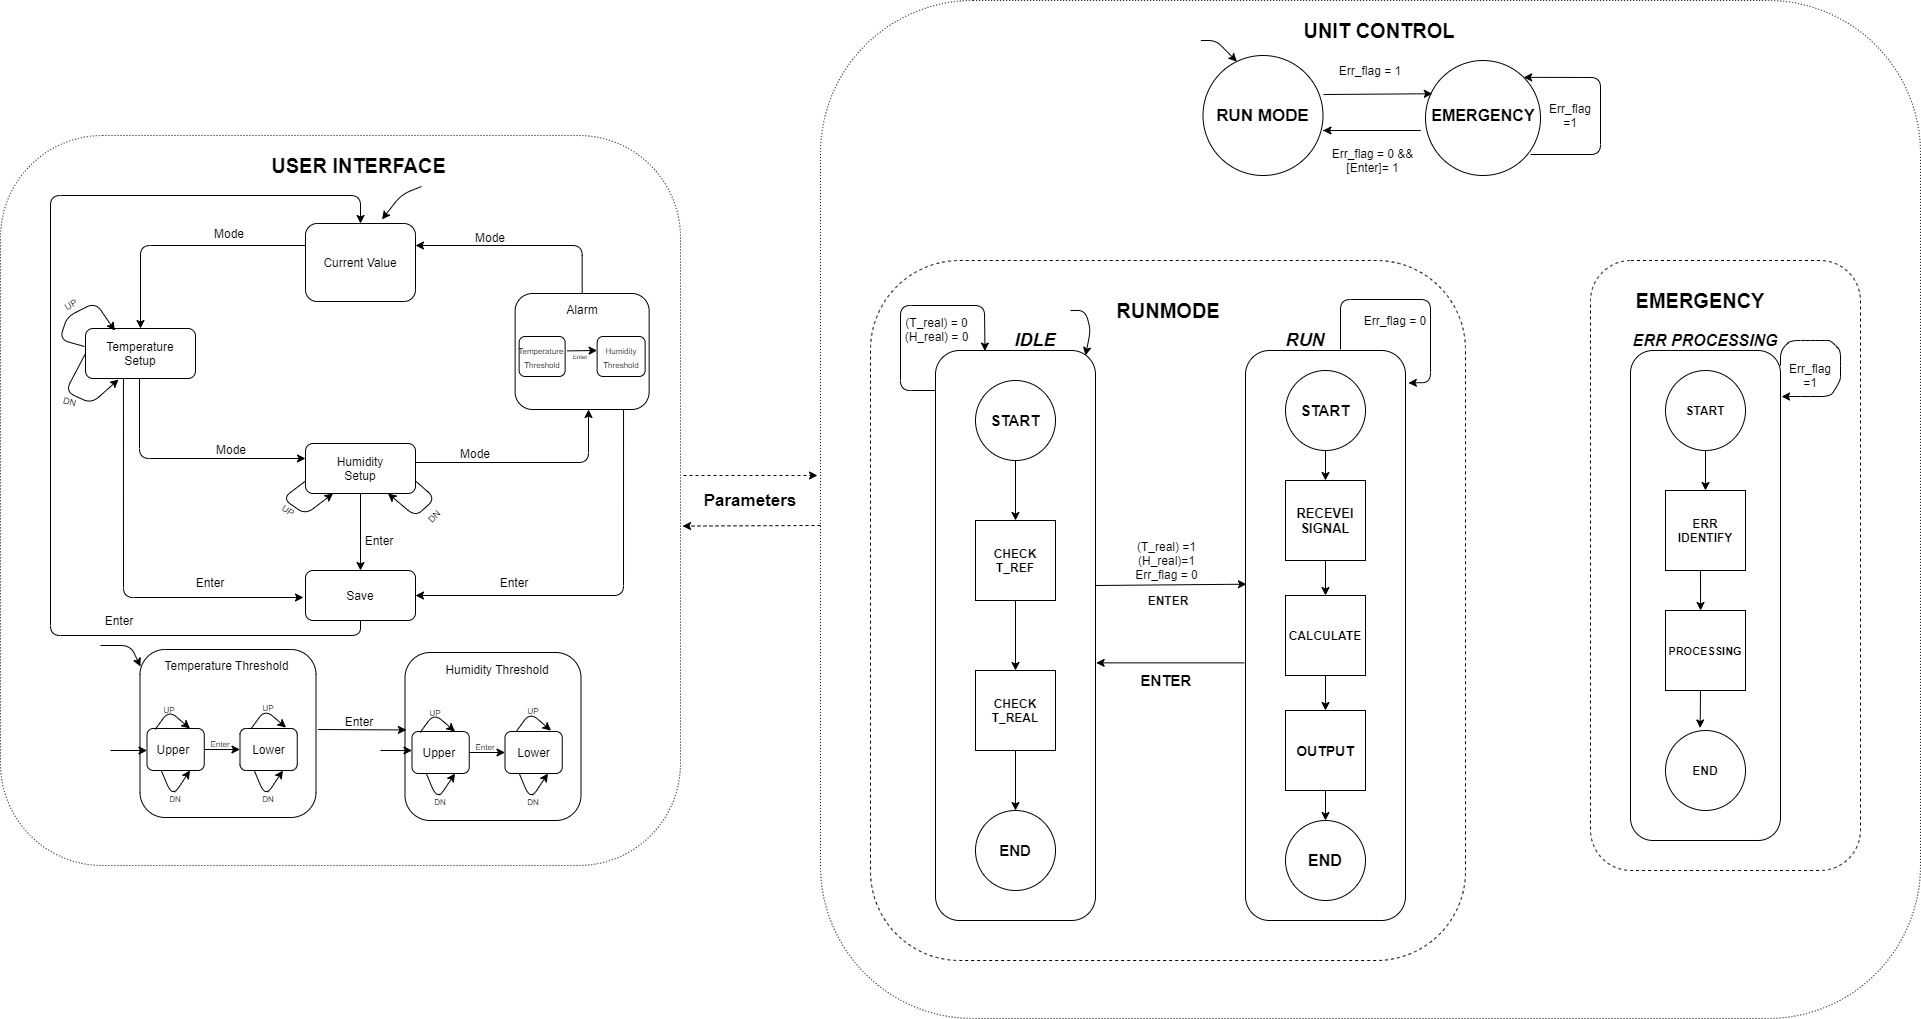 USER INTERFACE
Mode
Mode
Current Value
Alarm
Temperature
Threshold
Enter
Humidity
Threshold
UP
Temperature
Setup
DN
Mode
Humidity
Setup
Mode
UP
DN
Enter
Enter
Save
Enter
Enter
Temperature Threshold
UP
UP
Upper
Enter
Lower
DN
DN
Enter
Humidity Threshold
UP
UP
Upper
Enter
Lower
DN
DN
Parameters
UNIT CONTROL
RUN MODE
Err_flag = 1
EMERGENCY
Err_flag
=1
Err_flag = 0 &&
[Enter]= 1
RUNMODE
(T_real) = 0
(H_real) = 0
IDLE
START
CHECK
T_REF
CHECK
T_REAL
END
(T_real) =1
(H_real)=1
Err_flag = 0
ENTER
ENTER
RUN
Err_flag = 0
START
RECEVEI
SIGNAL
CALCULATE
OUTPUT
END
EMERGENCY
ERR PROCESSING
Err_flag
=1
START
ERR
IDENTIFY
PROCESSING
END